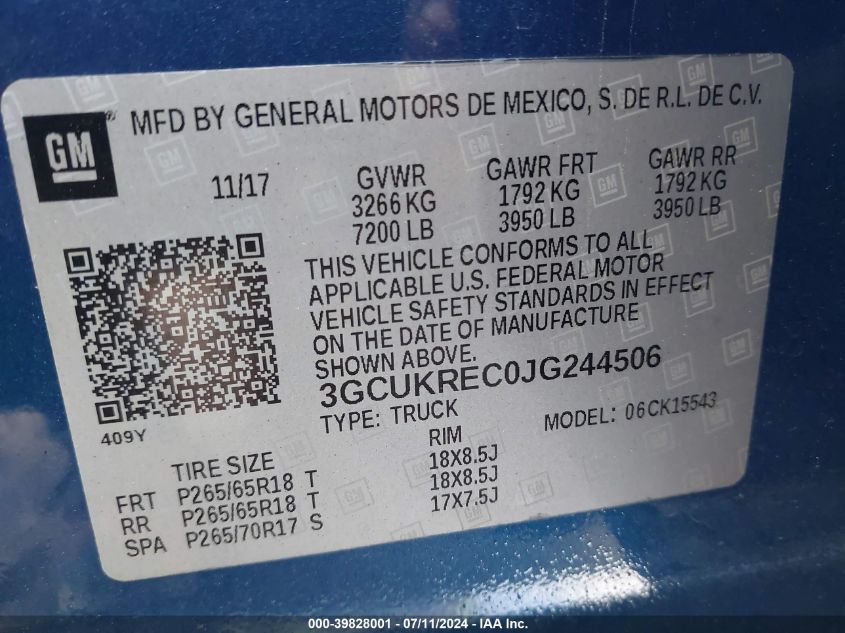 GM
MFD BY GENERAL MOTORS DE MEXICO, S. DE R.L. DE C.V.
11/17
GVWR
3266 KG
7200 LB
GAWR FRT
1792 KG
3950 LB
GAWR RR
1792 KG
3950 LB
THIS VEHICLE CONFORMS TO ALL
APPLICABLE U.S. FEDERAL MOTOR
VEHICLE SAFETY STANDARDS IN EFFECT
ON THE DATE OF MANUFACTURE
SHOWN ABOVE.
3GCUKREC0JG244506
TYPE: TRUCK MODEL: 06CK15543
409Y
TIRE SIZE RIM
FRT P265/65R18 T 18X8.5J
RR P265/65R18 T 18X8.5J
SPA P265/70R17 S 17X7.5J
000-39828001 - 07/11/2024 - IAA Inc.